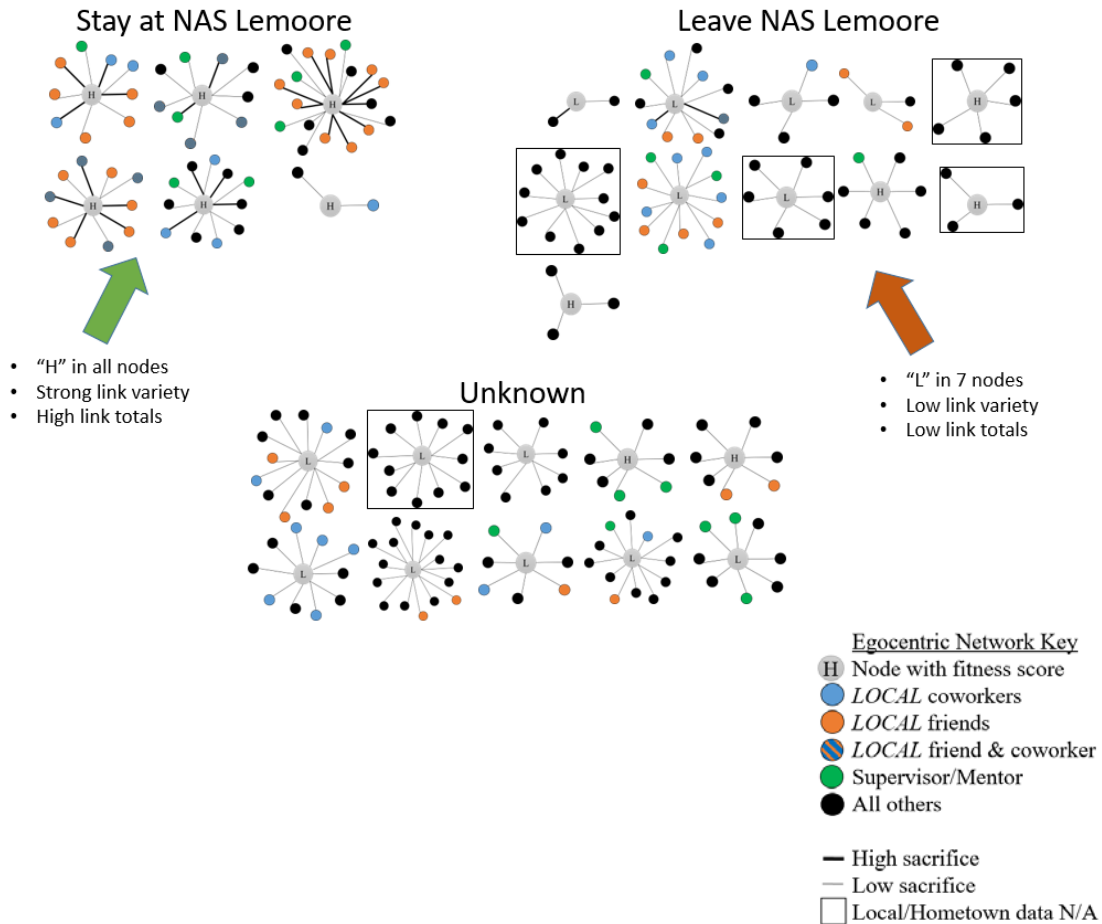 Stay at NAS Lemoore
Leave NAS Lemoore
H
H
H
H
H
H
L
L
L
L
H
L
L
L
H
H
H
• “H” in all nodes
• Strong link variety
• High link totals
• “L” in 7 nodes
• Low link variety
• Low link totals
Unknown
L
L
L
H
H
L
L
L
L
L
Egocentric Network Key
H Node with fitness score
LOCAL coworkers
LOCAL friends
LOCAL friend & coworker
Supervisor/Mentor
All others
High sacrifice
Low sacrifice
Local/Hometown data N/A